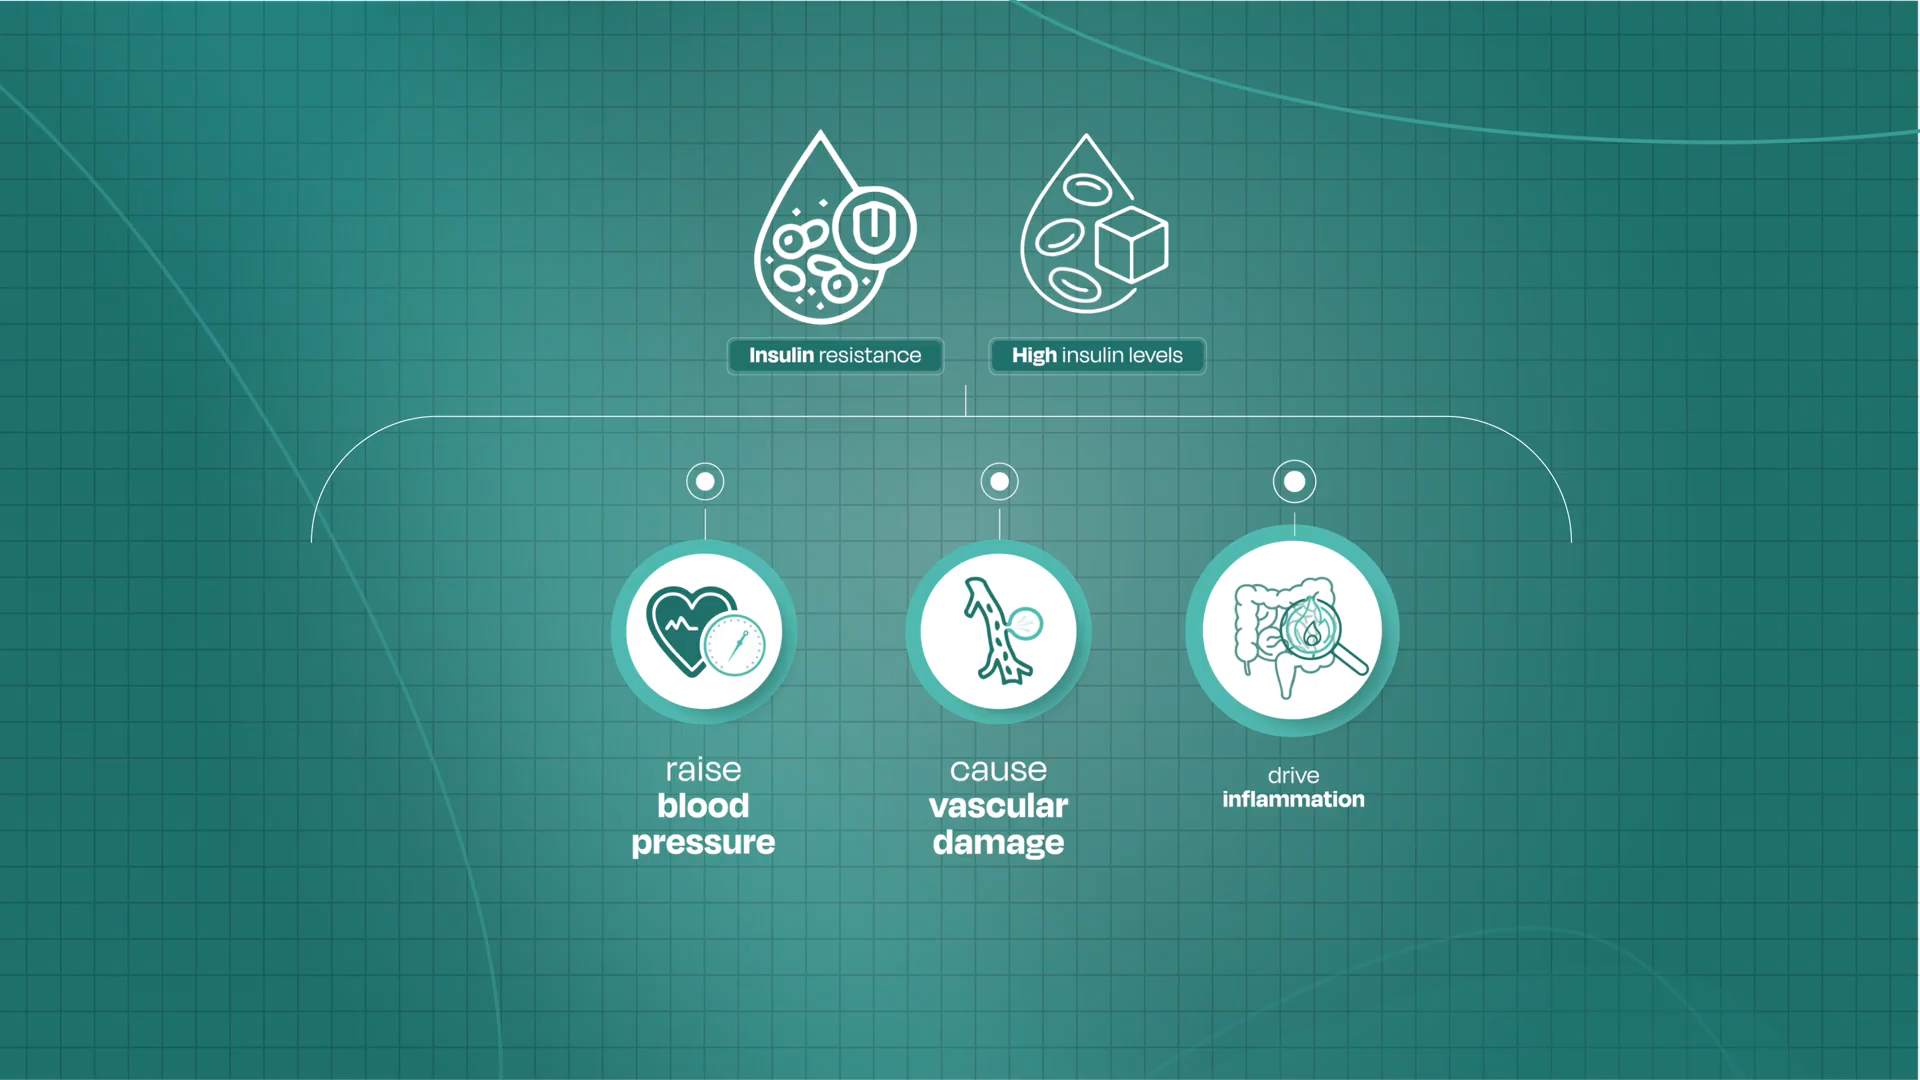 Insulin resistance
High insulin levels
raise
blood
pressure
cause
vascular
damage
drive
inflammation